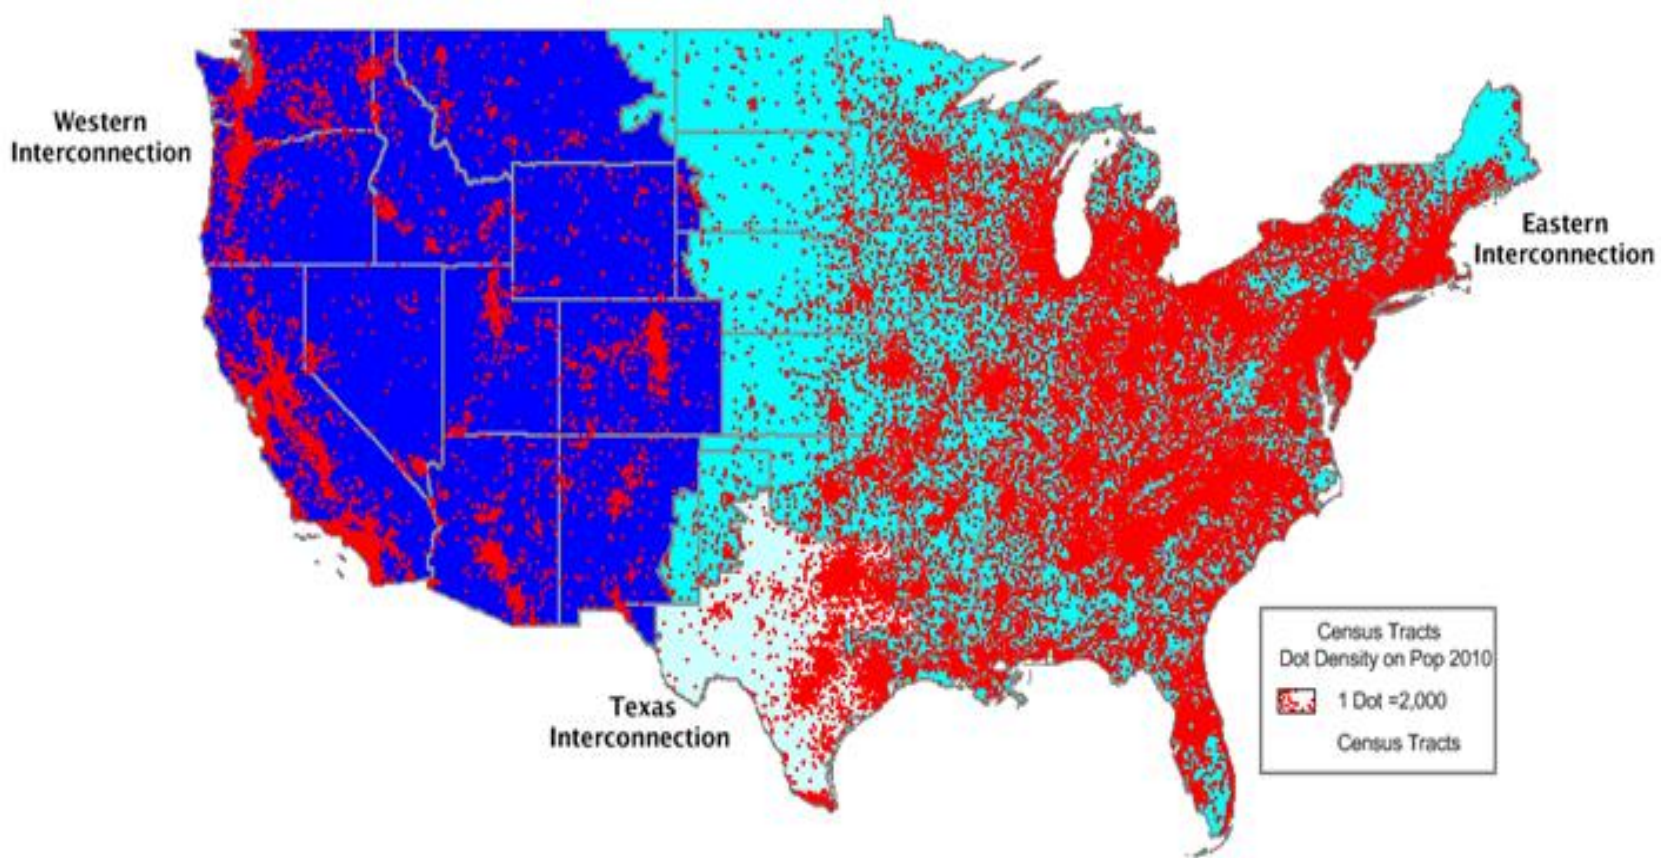 Western
Interconnection
Eastern
Interconnection
Texas
Interconnection
Census Tracts
Dot Density on Pop 2010
1 Dot =2,000
Census Tracts